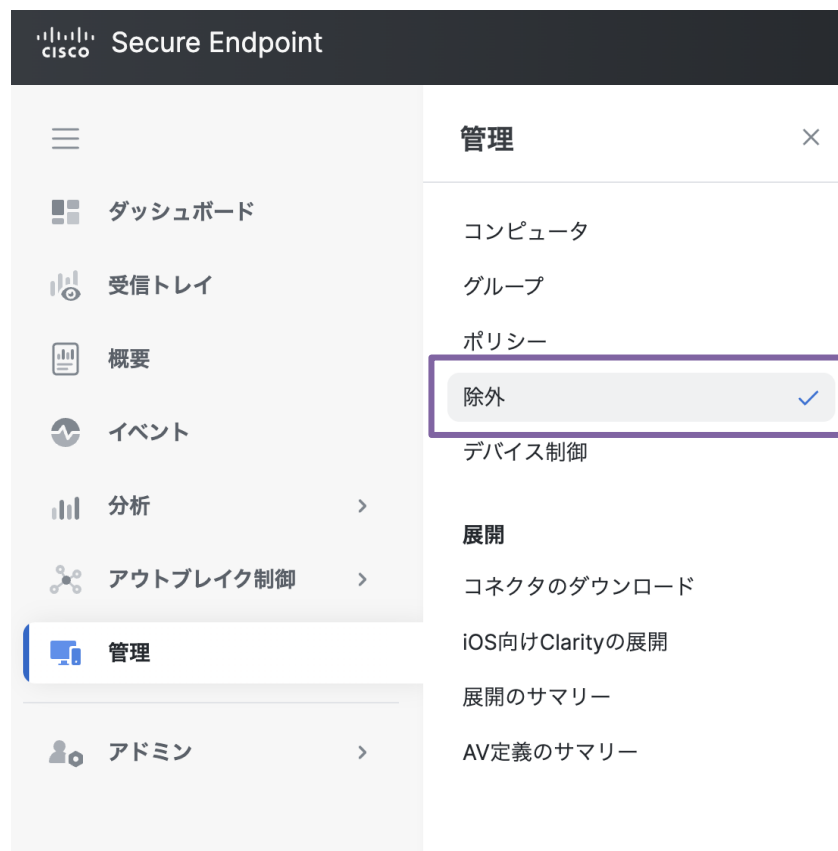 CISCO Secure Endpoint
ダッシュボード
受信トレイ
概要
イベント
分析
アウトブレイク制御
管理
アドミン
管理
コンピュータ
グループ
ポリシー
除外
デバイス制御
展開
コネクタのダウンロード
iOS向けClarityの展開
展開のサマリー
AV定義のサマリー